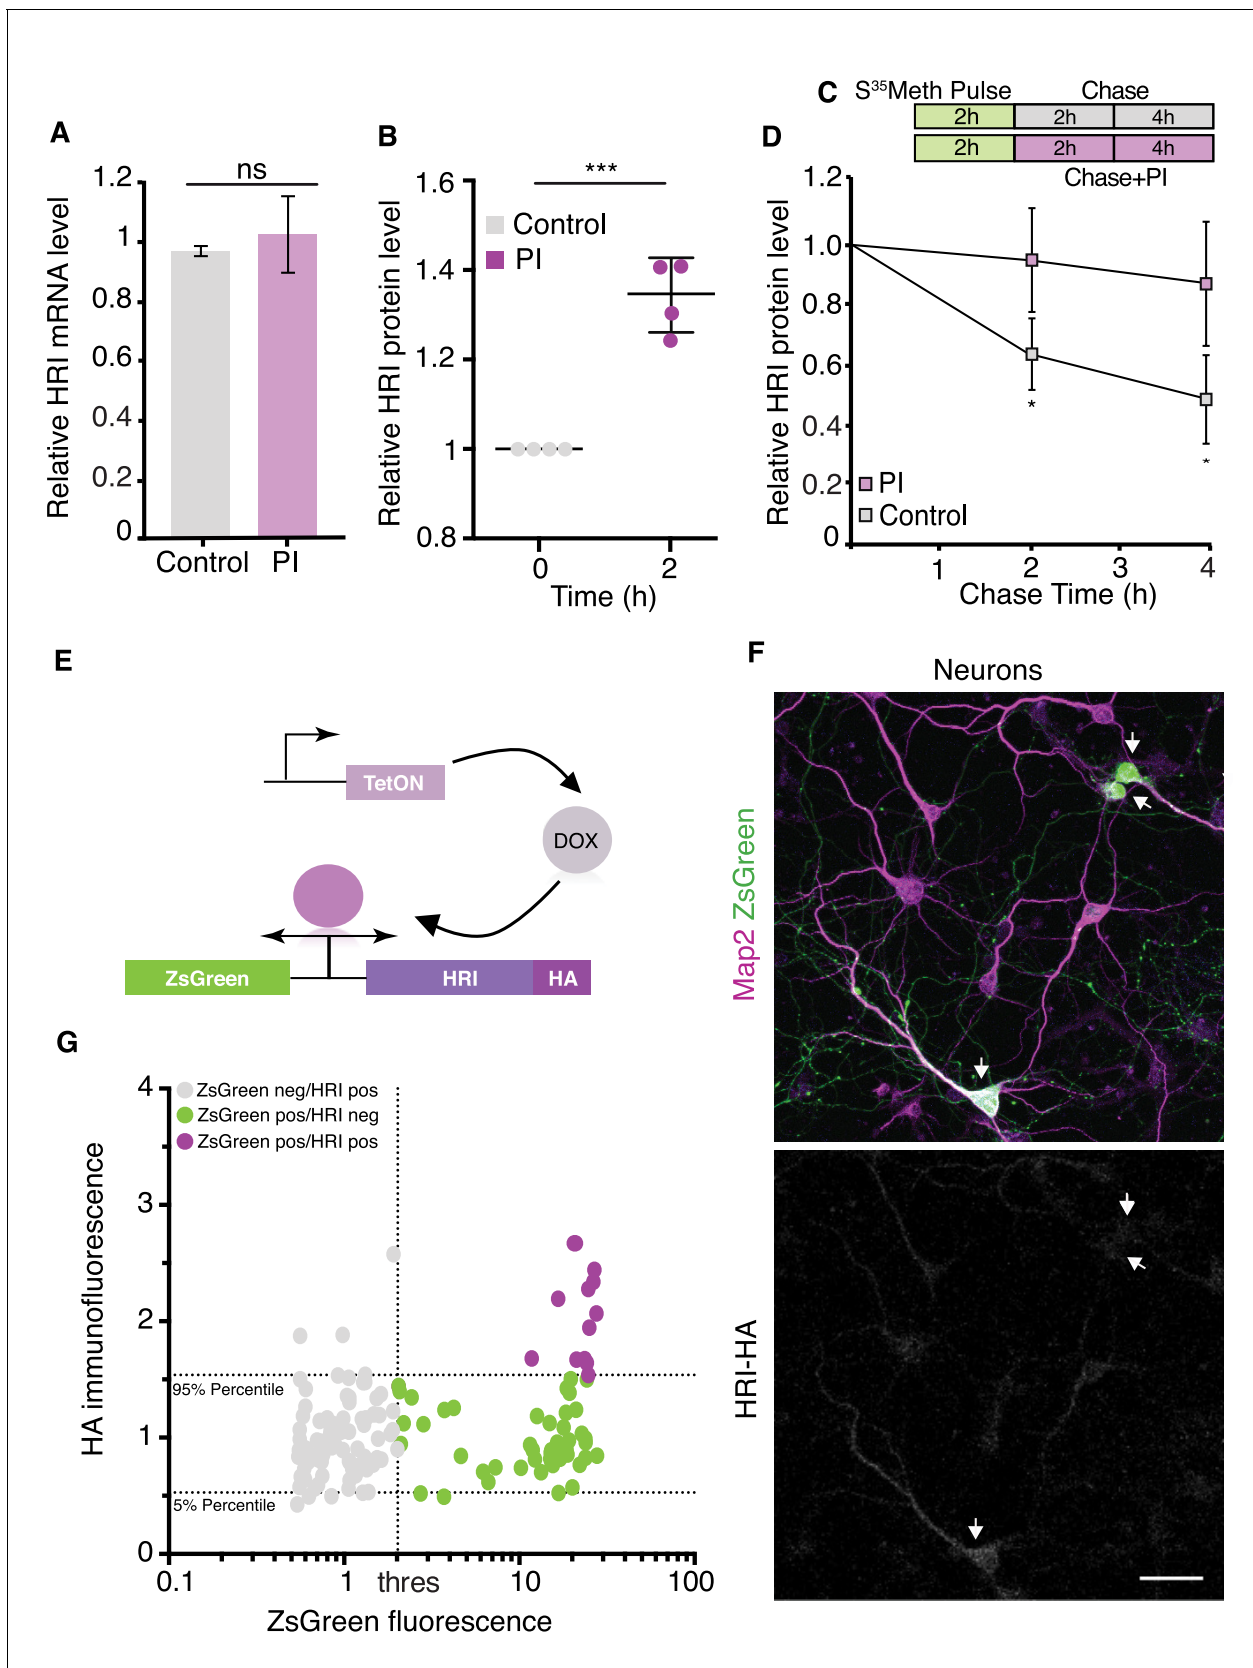 A
ns
Relative HRI mRNA level
1.2
1
0.8
0.6
0.4
0.2
0
Control
PI
B
***
Relative HRI protein level
1.6
1.4
1.2
1
0.8
Control
PI
0
2
Time (h)
C
S35Meth Pulse
Chase
2h
2h
4h
2h
2h
4h
Chase+PI
D
Relative HRI protein level
1.2
1.0
0.8
0.6
0.4
0.2
0
*
*
PI
Control
1
2
3
4
Chase Time (h)
E
TetON
DOX
ZsGreen
HRI
HA
F
Neurons
Map2 ZsGreen
HRI-HA
G
HA immunofluorescence
4
3
2
1
0
ZsGreen neg/HRI pos
ZsGreen pos/HRI neg
ZsGreen pos/HRI pos
95% Percentile
5% Percentile
0.1
1
thres
10
100
ZsGreen fluorescence